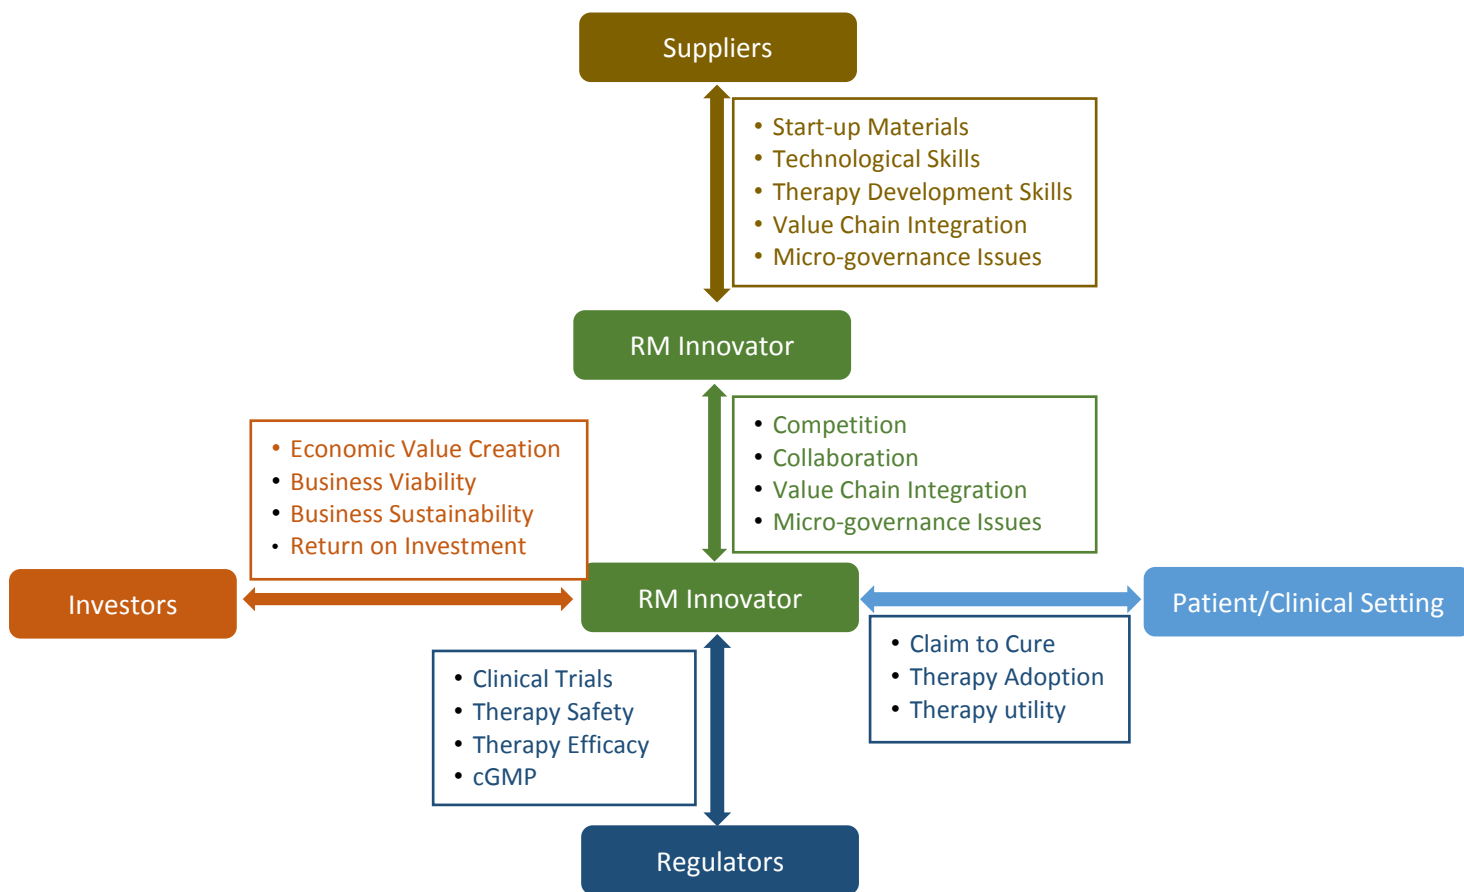 Suppliers
• Start-up Materials
• Technological Skills
• Therapy Development Skills
• Value Chain Integration
• Micro-governance Issues
RM Innovator
• Competition
• Collaboration
• Value Chain Integration
• Micro-governance Issues
• Economic Value Creation
• Business Viability
• Business Sustainability
• Return on Investment
Investors
RM Innovator
Patient/Clinical Setting
• Claim to Cure
• Therapy Adoption
• Therapy utility
• Clinical Trials
• Therapy Safety
• Therapy Efficacy
• cGMP
Regulators